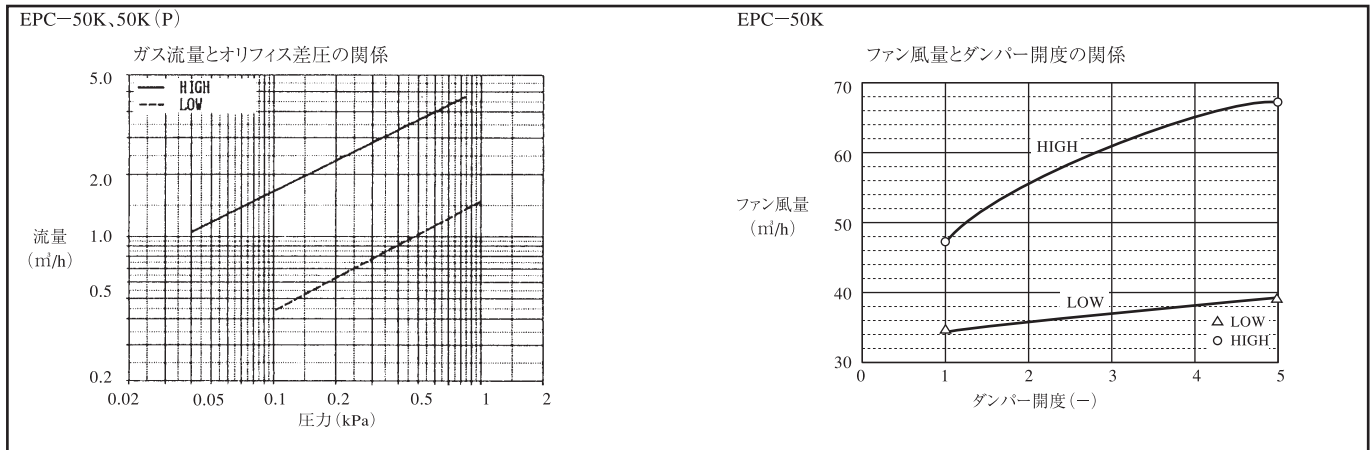 EPC-50K、50K(P)
ガス流量とオリフィス差圧の関係
HIGH
LOW
5.0
2.0
1.0
0.5
0.2
流量
(m³/h)
0.02 0.05 0.1 0.2 0.5 1 2
圧力(kPa)
EPC-50K
ファン風量とダンパー開度の関係
70
60
50
40
30
ファン風量
(m³/h)
HIGH
LOW
△ LOW
○ HIGH
0 1 2 3 4 5
ダンパー開度(-)